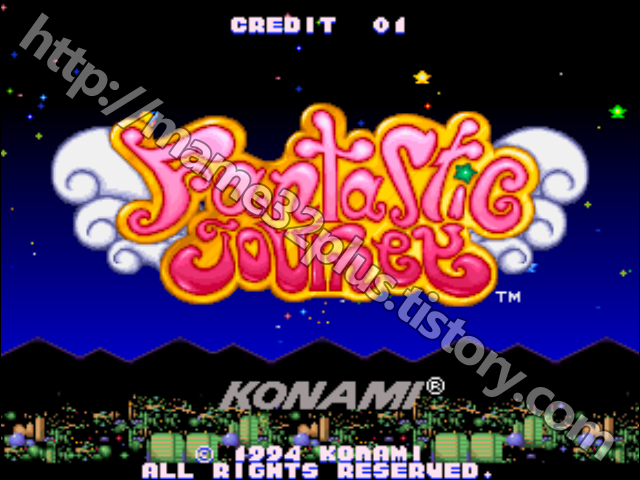 CREDIT 01
http://mame32plus.tistory.com
Fantastic
Journey
TM
KONAMI®
© 1994 KONAMI
ALL RIGHTS RESERVED.